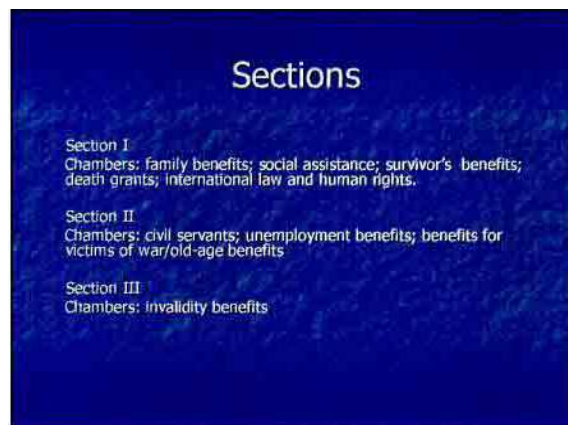 Sections
Section I
Chambers: family benefits; social assistance; survivor's benefits;
death grants; international law and human rights.
Section II
Chambers: civil servants; unemployment benefits; benefits for
victims of war/old-age benefits
Section III
Chambers: invalidity benefits